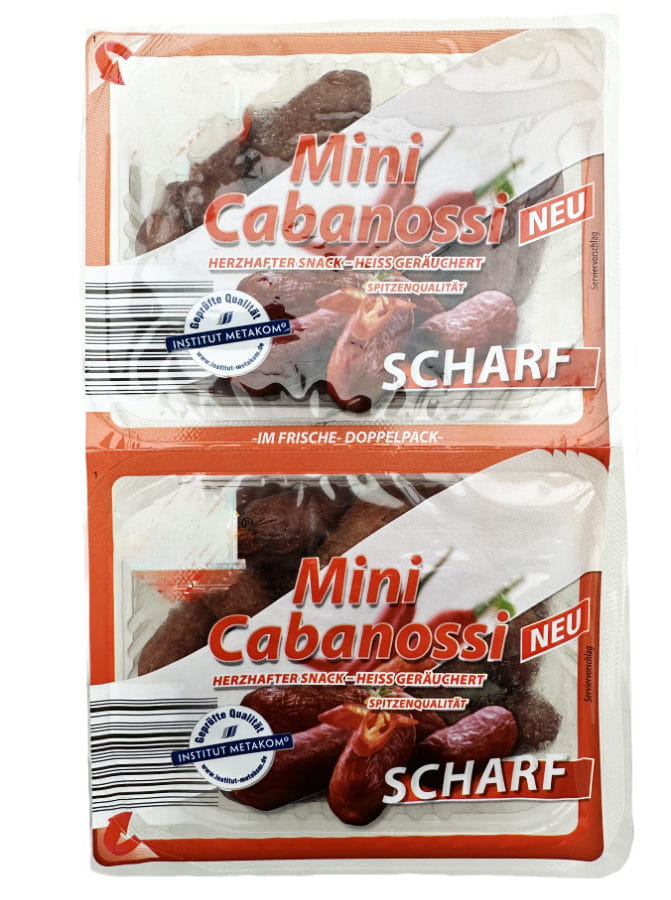 Mini
Cabanossi
NEU
HERZHAFTER SNACK – HEISS GERÄUCHERT
SPITZENQUALITÄT
Serviervorschlag
Geprüfte Qualität
INSTITUT METAKOM®
www.institut-metakom.de
SCHARF
-IM FRISCHE- DOPPELPACK-
®
Mini
Cabanossi
NEU
HERZHAFTER SNACK – HEISS GERÄUCHERT
SPITZENQUALITÄT
Serviervorschlag
Geprüfte Qualität
INSTITUT METAKOM®
www.institut-metakom.de
SCHARF